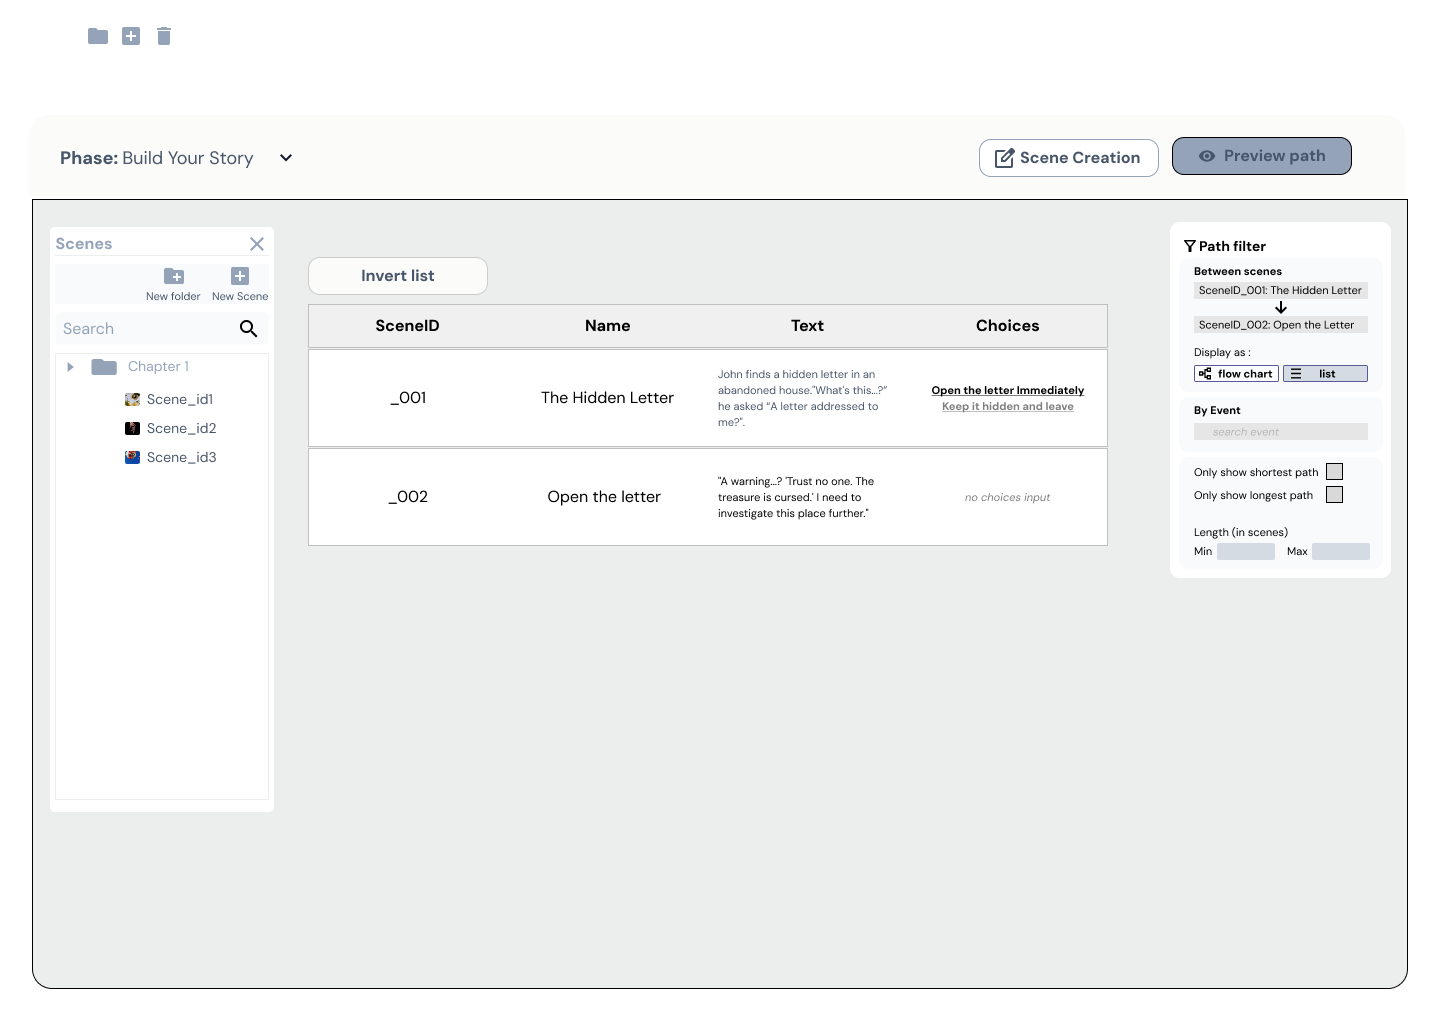 Phase: Build Your Story
Scene Creation
Preview path
Scenes
New folder
New Scene
Search
Chapter 1
Scene_id1
Scene_id2
Scene_id3
Invert list
SceneID
Name
Text
Choices
_001
The Hidden Letter
John finds a hidden letter in an
abandoned house."What's this…?”
he asked “A letter addressed to
me?".
Open the letter Immediately
Keep it hidden and leave
_002
Open the letter
"A warning…? 'Trust no one. The
treasure is cursed.' I need to
investigate this place further."
no choices input
Path filter
Between scenes
SceneID_001: The Hidden Letter
SceneID_002: Open the Letter
Display as :
flow chart
list
By Event
search event
Only show shortest path
Only show longest path
Length (in scenes)
Min
Max